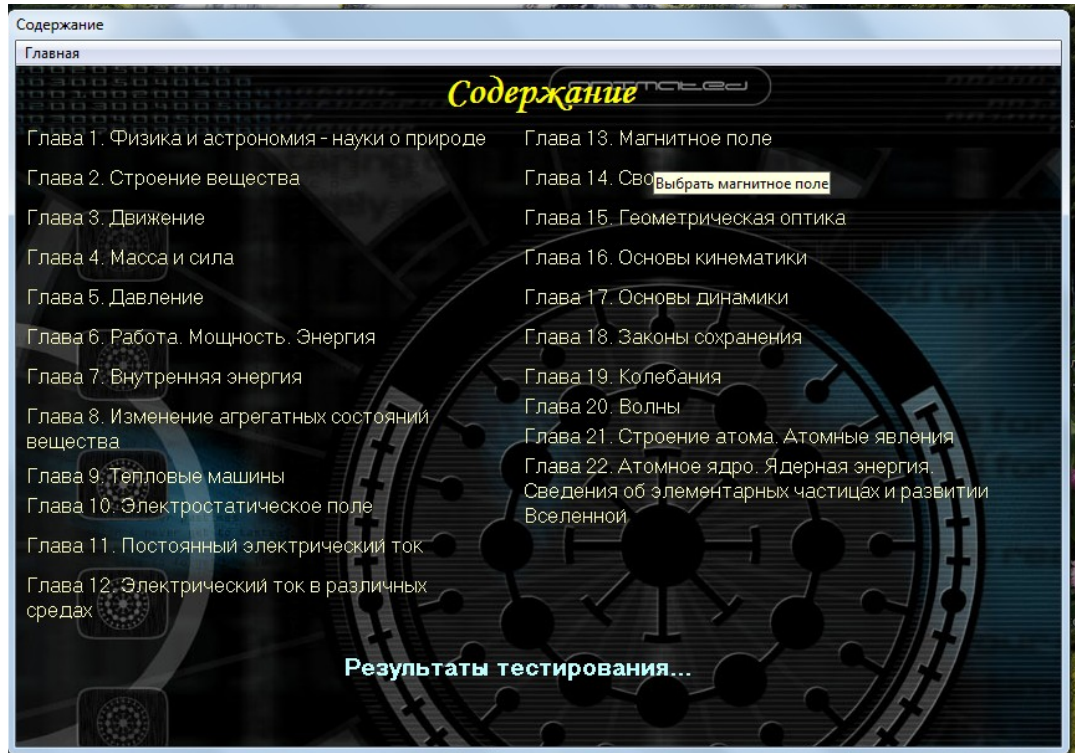 Содержание
Главная
Содержание
Глава 1. Физика и астрономия - науки о природе
Глава 2. Строение вещества
Глава 3. Движение
Глава 4. Масса и сила
Глава 5. Давление
Глава 6. Работа. Мощность. Энергия
Глава 7. Внутренняя энергия
Глава 8. Изменение агрегатных состояний
вещества
Глава 9. Тепловые машины
Глава 10. Электростатическое поле
Глава 11. Постоянный электрический ток
Глава 12. Электрический ток в различных
средах
Глава 13. Магнитное поле
Глава 14.
Выбрать магнитное поле
Глава 15. Геометрическая оптика
Глава 16. Основы кинематики
Глава 17. Основы динамики
Глава 18. Законы сохранения
Глава 19. Колебания
Глава 20. Волны
Глава 21. Строение атома. Атомные явления
Глава 22. Атомное ядро. Ядерная энергия.
Сведения об элементарных частицах и развитии
Вселенной
Результаты тестирования...